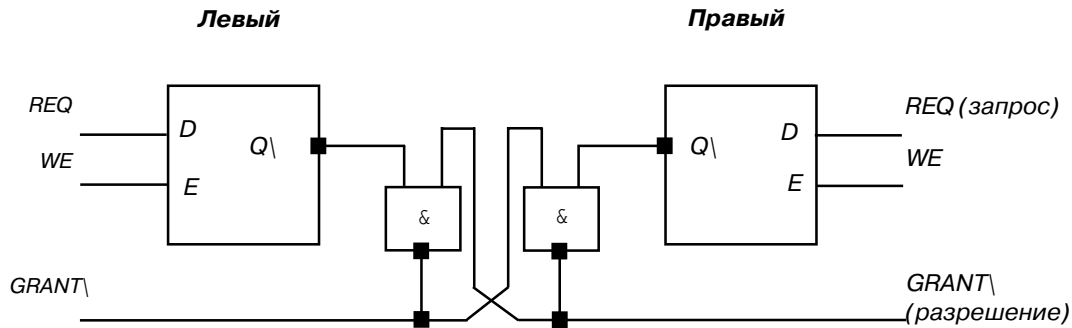 Левый
Правый
REQ
WE
D
Q\
E
&
&
Q\
D
E
REQ (запрос)
WE
GRANT\
GRANT\
(разрешение)